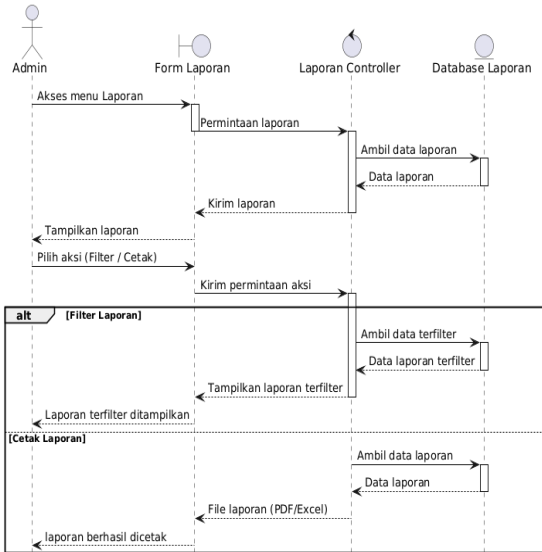 Admin
Form Laporan
Laporan Controller
Database Laporan
Akses menu Laporan
Permintaan laporan
Ambil data laporan
Data laporan
Kirim laporan
Tampilkan laporan
Pilih aksi (Filter / Cetak)
Kirim permintaan aksi
alt [Filter Laporan]
Ambil data terfilter
Data laporan terfilter
Tampilkan laporan terfilter
Laporan terfilter ditampilkan
[Cetak Laporan]
Ambil data laporan
Data laporan
File laporan (PDF/Excel)
laporan berhasil dicetak